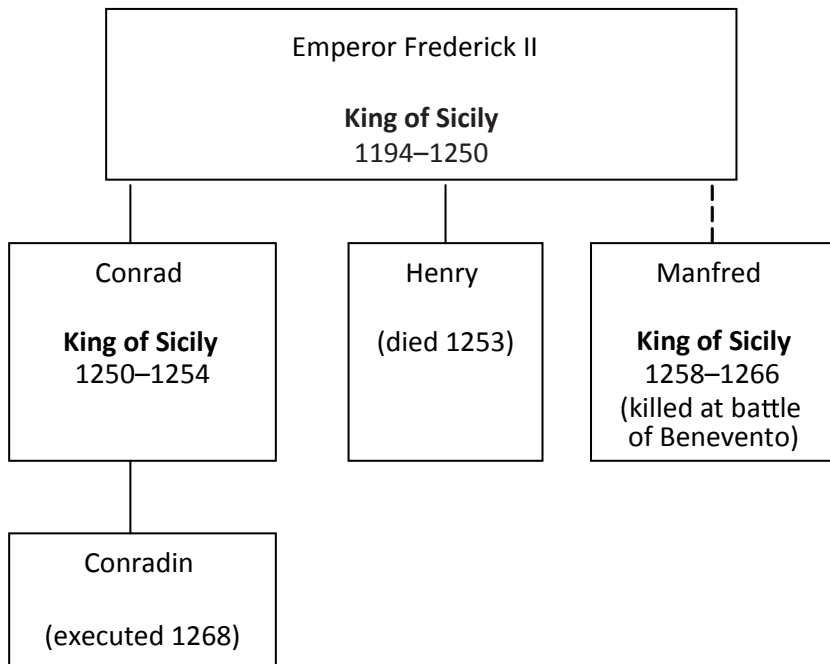 Emperor Frederick II
King of Sicily
1194–1250
Conrad
King of Sicily
1250–1254
Henry
(died 1253)
Manfred
King of Sicily
1258–1266
(killed at battle
of Benevento)
Conradin
(executed 1268)